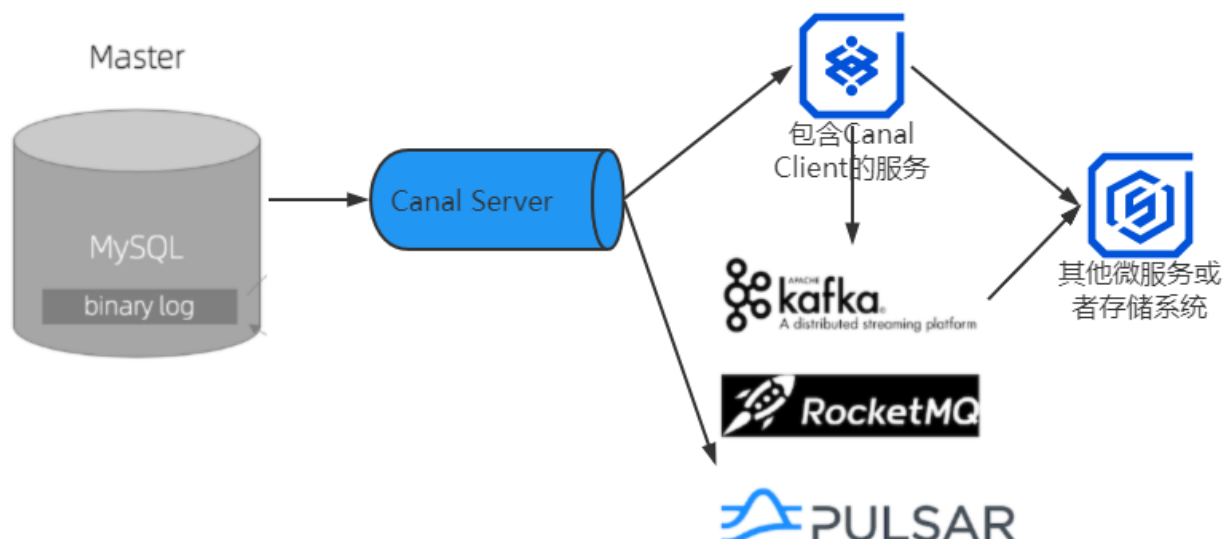 Master
MySQL
binary log
Canal Server
包含Canal
Client的服务
APACHE
kafka.
A distributed streaming platform
RocketMQ
PULSAR
其他微服务或
者存储系统